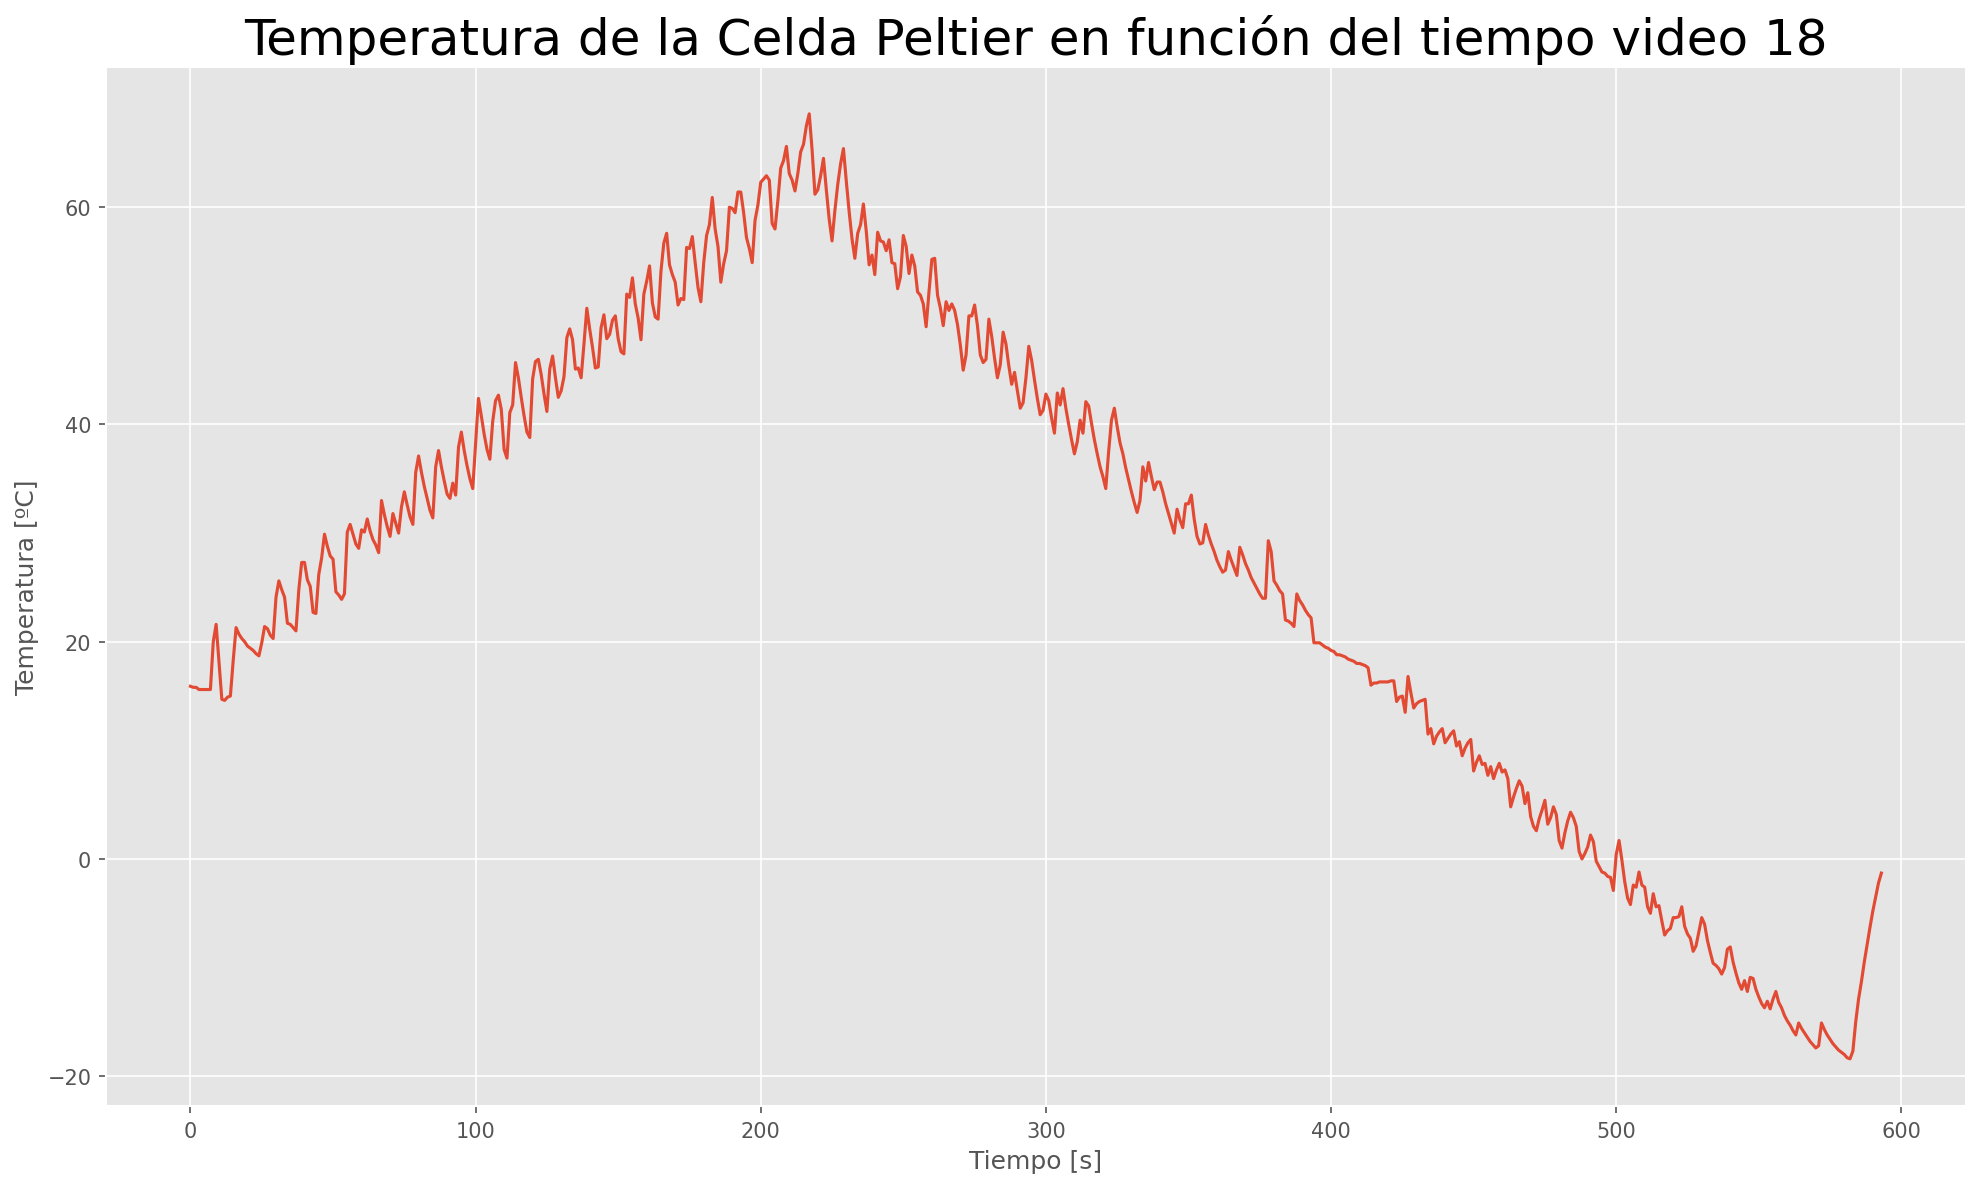 Temperatura de la Celda Peltier en función del tiempo video 18
Temperatura [ºC]
60
40
20
0
−20
0 100 200 300 400 500 600
Tiempo [s]